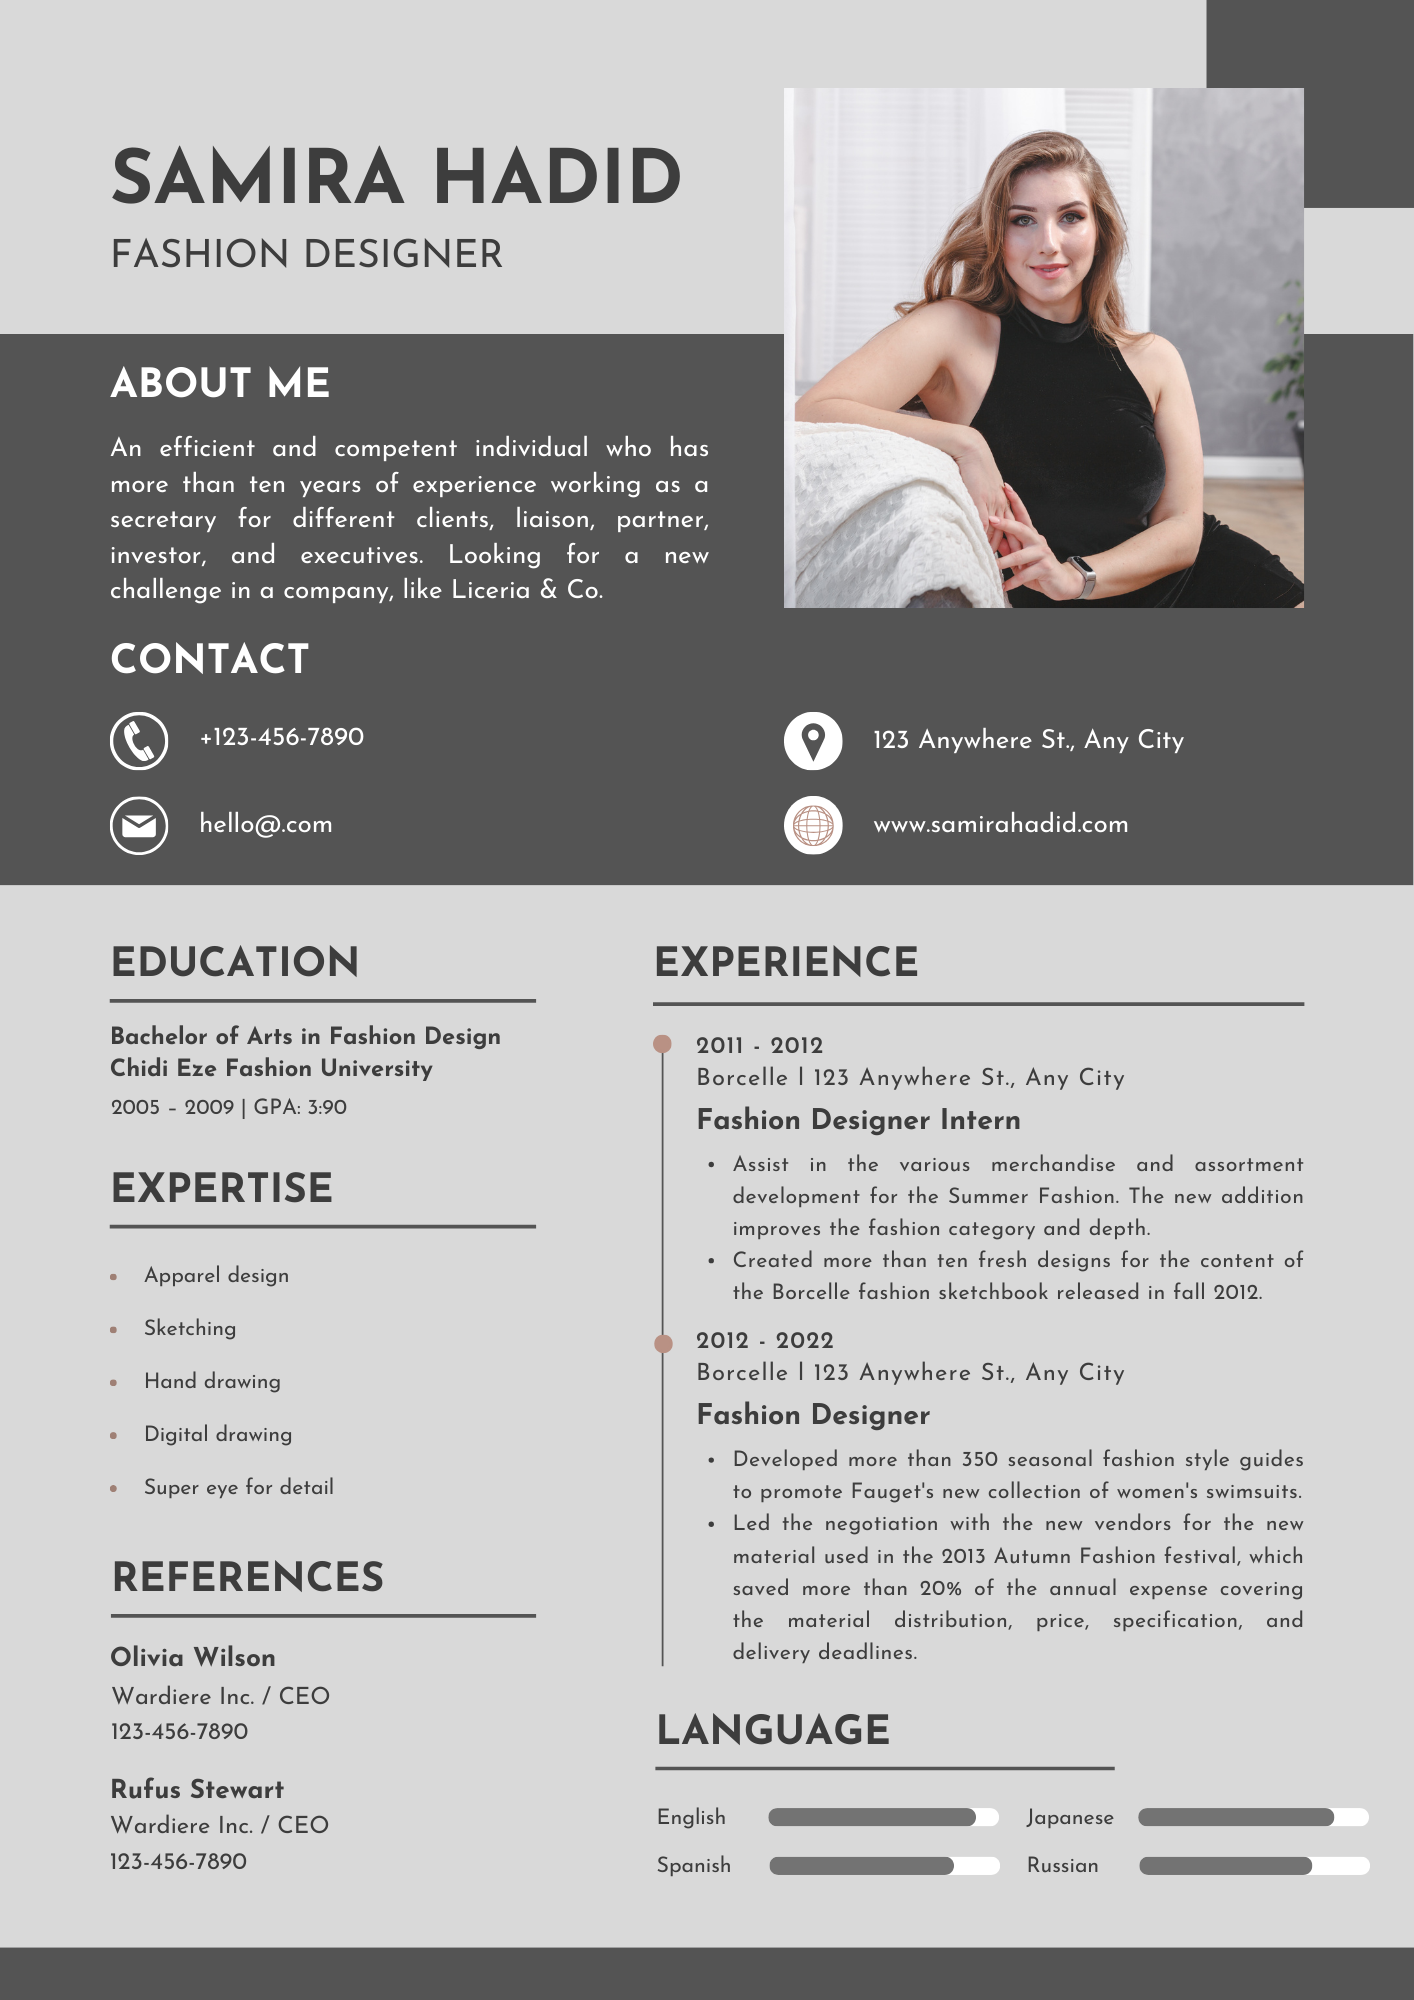 SAMIRA HADID
FASHION DESIGNER
ABOUT ME
An efficient and competent individual who has
more than ten years of experience working as a
secretary for different clients, liaison, partner,
investor, and executives. Looking for a new
challenge in a company, like Liceria & Co.
CONTACT
+123-456-7890
123 Anywhere St., Any City
hello@.com
www.samirahadid.com
EDUCATION
Bachelor of Arts in Fashion Design
Chidi Eze Fashion University
2005 – 2009 | GPA: 3:90
EXPERTISE
• Apparel design
• Sketching
• Hand drawing
• Digital drawing
• Super eye for detail
REFERENCES
Olivia Wilson
Wardiere Inc. / CEO
123-456-7890
Rufus Stewart
Wardiere Inc. / CEO
123-456-7890
EXPERIENCE
2011 - 2012
Borcelle l 123 Anywhere St., Any City
Fashion Designer Intern
• Assist in the various merchandise and assortment
development for the Summer Fashion. The new addition
improves the fashion category and depth.
• Created more than ten fresh designs for the content of
the Borcelle fashion sketchbook released in fall 2012.
2012 - 2022
Borcelle l 123 Anywhere St., Any City
Fashion Designer
• Developed more than 350 seasonal fashion style guides
to promote Fauget's new collection of women's swimsuits.
• Led the negotiation with the new vendors for the new
material used in the 2013 Autumn Fashion festival, which
saved more than 20% of the annual expense covering
the material distribution, price, specification, and
delivery deadlines.
LANGUAGE
English
Japanese
Spanish
Russian